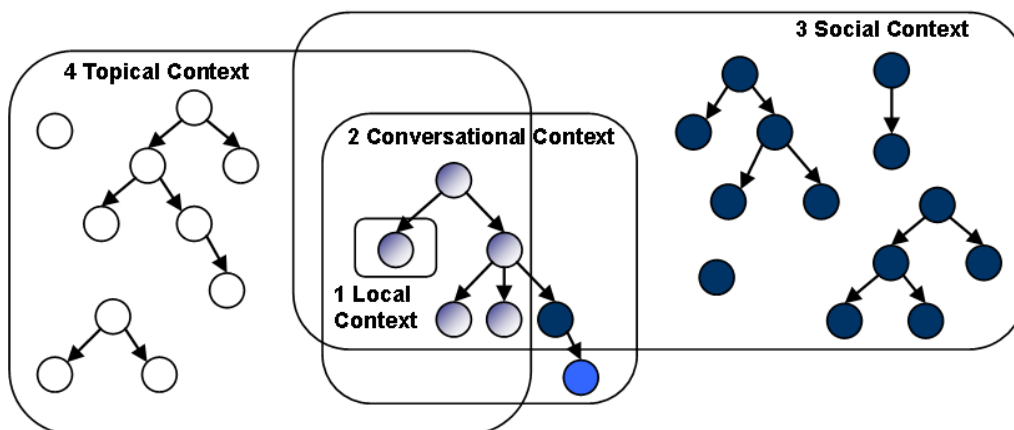 3 Social Context
4 Topical Context
2 Conversational Context
1 Local
Context